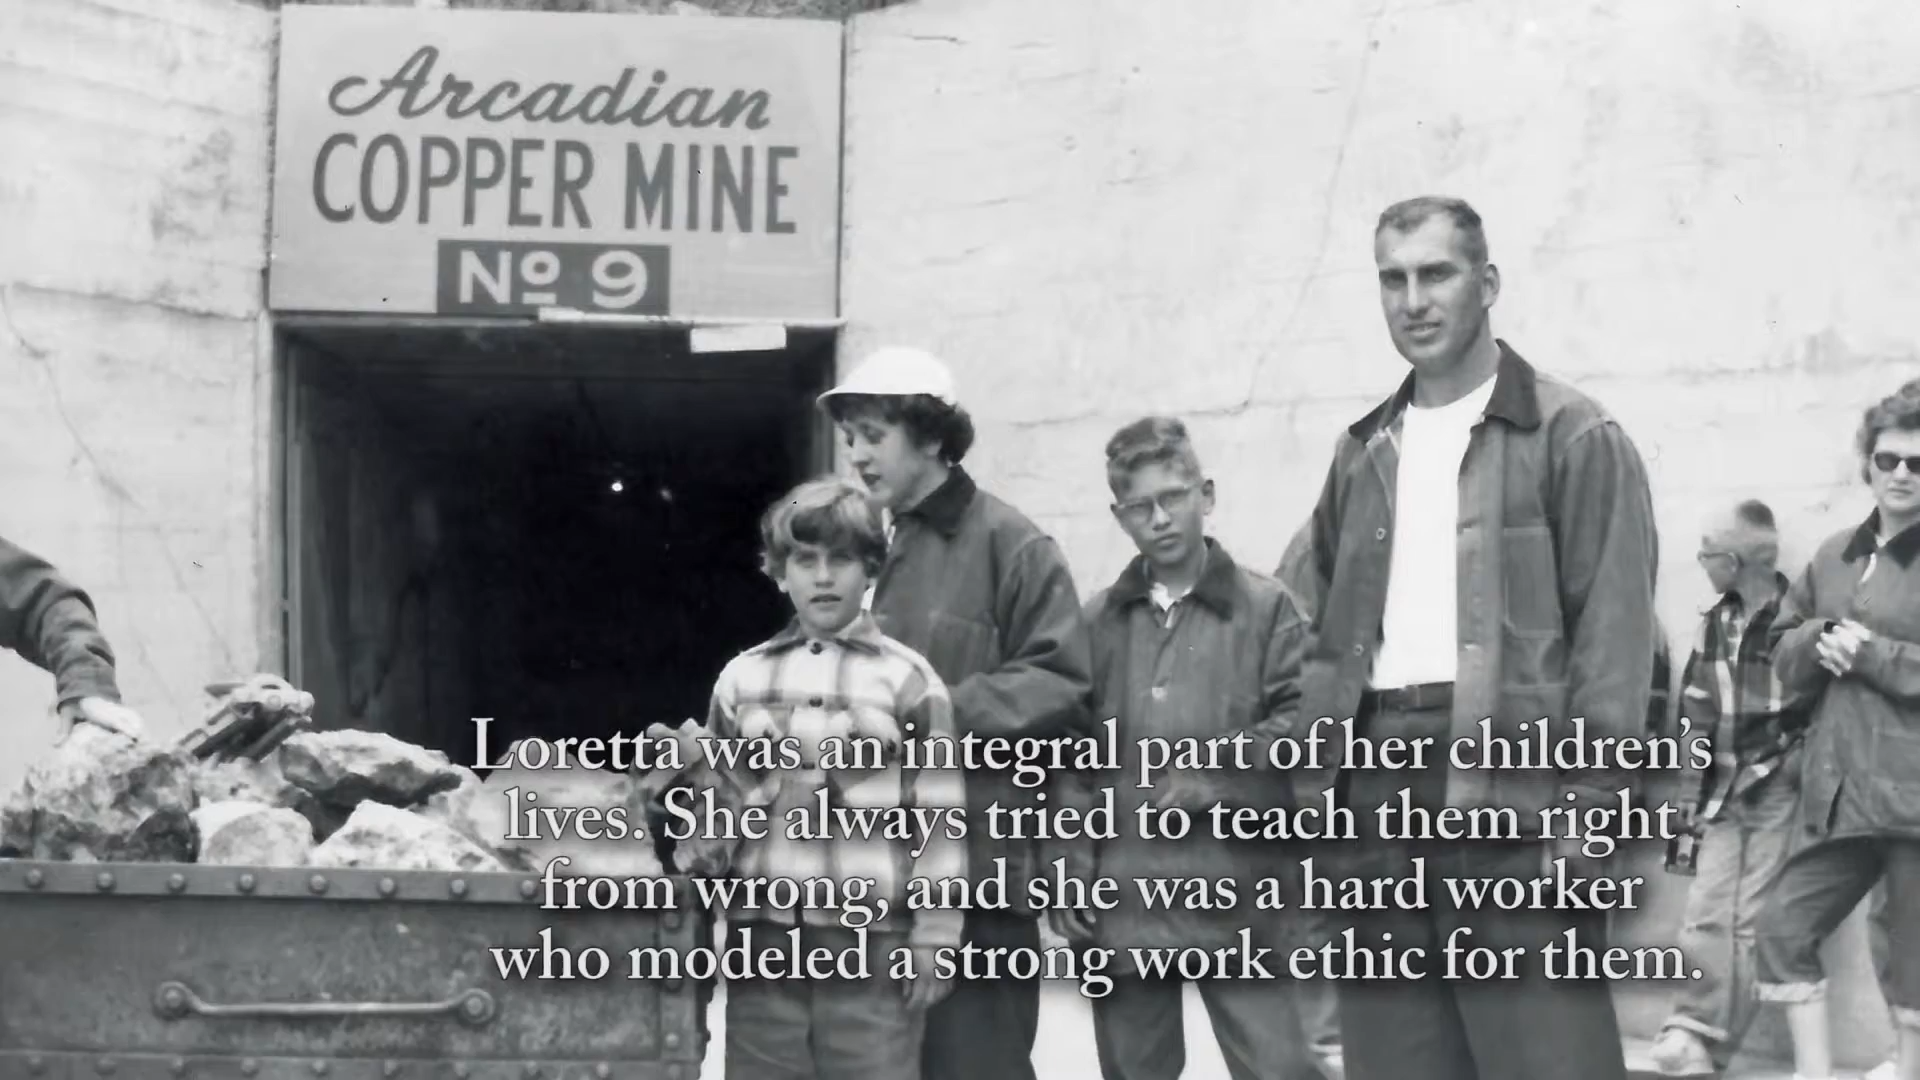 Arcadian
COPPER MINE
No 9
Loretta was an integral part of her children’s
lives. She always tried to teach them right
from wrong, and she was a hard worker
who modeled a strong work ethic for them.